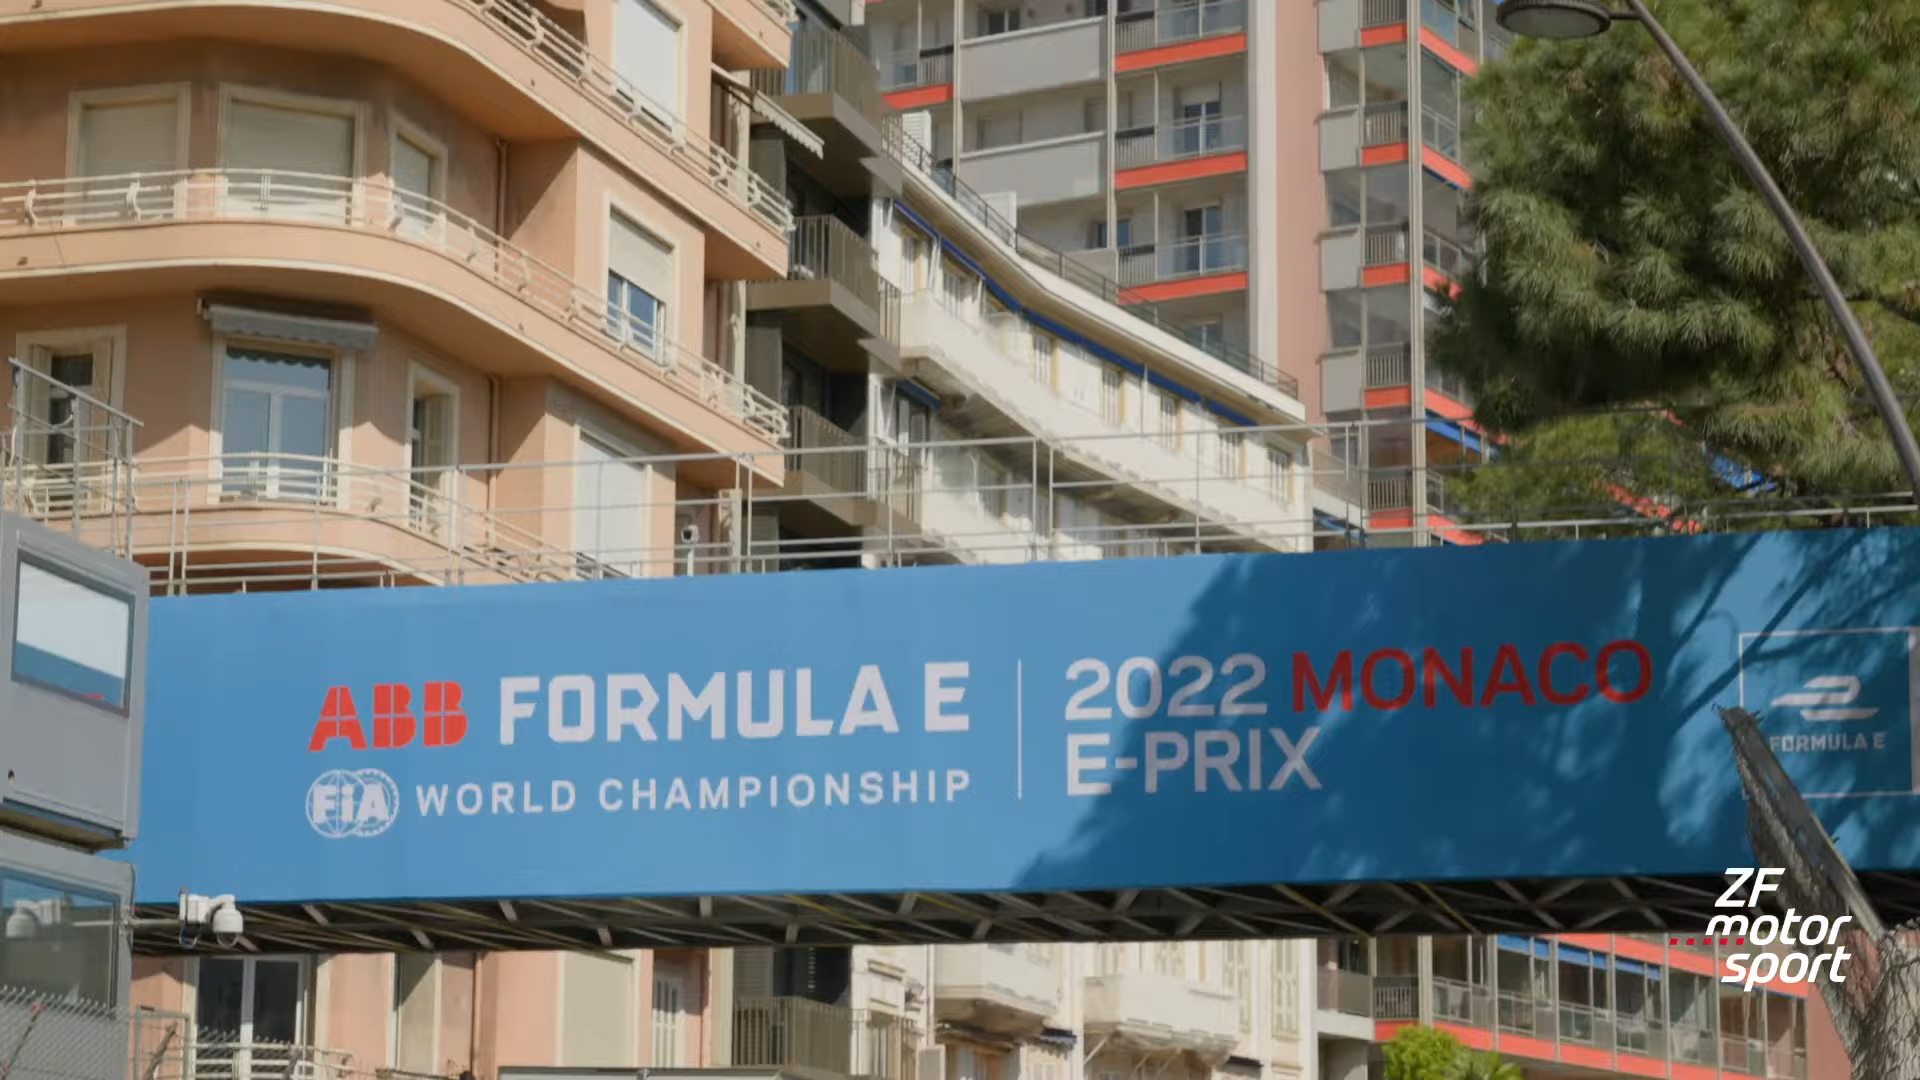 ABB FORMULA E
FIA WORLD CHAMPIONSHIP
2022 MONACO
E-PRIX
FORMULA E
ZF
motor
sport